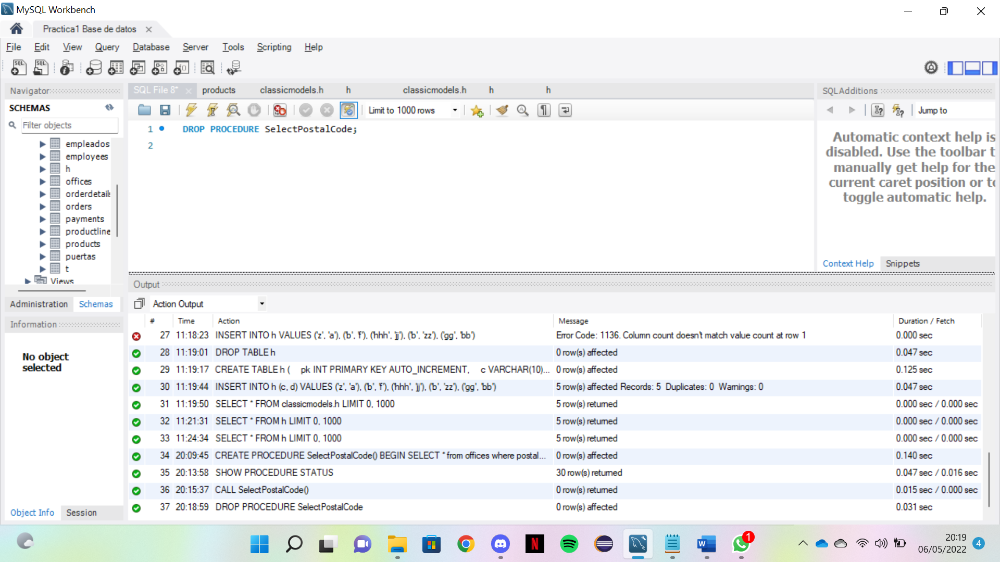 MySQL Workbench
Practica1 Base de datos
File Edit View Query Database Server Tools Scripting Help
Navigator
SCHEMAS
Filter objects
empleados
employees
h
offices
orderdetails
orders
payments
productline
products
puertas
t
Views
Administration Schemas
Information
No object
selected
Object Info Session
SQL File 8* products classicmodels.h h classicmodels.h h h
Limit to 1000 rows
1 DROP PROCEDURE SelectPostalCode;
2
SQLAdditions
Jump to
Automatic context help is
disabled. Use the toolbar t
manually get help for the
current caret position or to
toggle automatic help.
Context Help Snippets
Output
Action Output
# Time Action Message Duration / Fetch
27 11:18:23 INSERT INTO h VALUES ('z', 'a'), ('b', 'f'), ('hhh', 'jj'), ('b', 'zz'), ('gg', 'bb') Error Code: 1136. Column count doesn't match value count at row 1 0.000 sec
28 11:19:01 DROP TABLE h 0 row(s) affected 0.047 sec
29 11:19:17 CREATE TABLE h ( pk INT PRIMARY KEY AUTO_INCREMENT, c VARCHAR(10)... 0 row(s) affected 0.125 sec
30 11:19:44 INSERT INTO h (c, d) VALUES ('z', 'a'), ('b', 'f'), ('hhh', 'jj'), ('b', 'zz'), ('gg', 'bb') 5 row(s) affected Records: 5 Duplicates: 0 Warnings: 0 0.047 sec
31 11:19:50 SELECT * FROM classicmodels.h LIMIT 0, 1000 5 row(s) returned 0.000 sec / 0.000 sec
32 11:21:31 SELECT * FROM h LIMIT 0, 1000 5 row(s) returned 0.000 sec / 0.000 sec
33 11:24:34 SELECT * FROM h LIMIT 0, 1000 5 row(s) returned 0.000 sec / 0.000 sec
34 20:09:45 CREATE PROCEDURE SelectPostalCode() BEGIN SELECT * from offices where postal... 0 row(s) affected 0.140 sec
35 20:13:58 SHOW PROCEDURE STATUS 30 row(s) returned 0.047 sec / 0.016 sec
36 20:15:37 CALL SelectPostalCode() 0 row(s) returned 0.015 sec / 0.000 sec
37 20:18:59 DROP PROCEDURE SelectPostalCode 0 row(s) affected 0.031 sec
1
20:19
06/05/2022
4